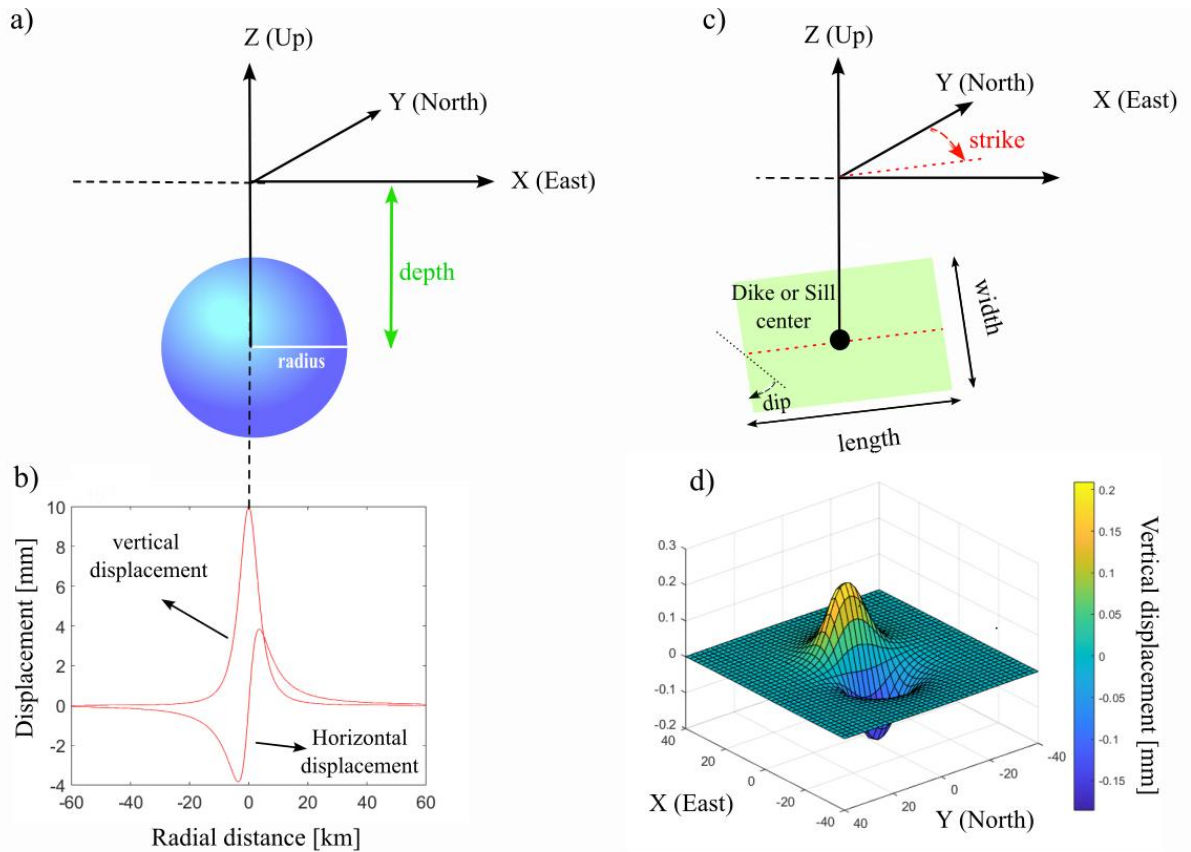 a)
Z (Up)
Y (North)
X (East)
depth
radius
b)
10
8
6
4
2
0
-2
-4
-60
-40
-20
0
20
40
60
Displacement [mm]
Radial distance [km]
vertical
displacement
Horizontal
displacement
c)
Z (Up)
Y (North)
X (East)
strike
Dike or Sill
center
width
dip
length
d)
0.3
0.2
0.1
0
-0.1
-0.2
40
20
0
-20
-40
X (East)
40
20
0
-20
-40
Y (North)
0.2
0.15
0.1
0.05
0
-0.05
-0.1
-0.15
Vertical displacement [mm]